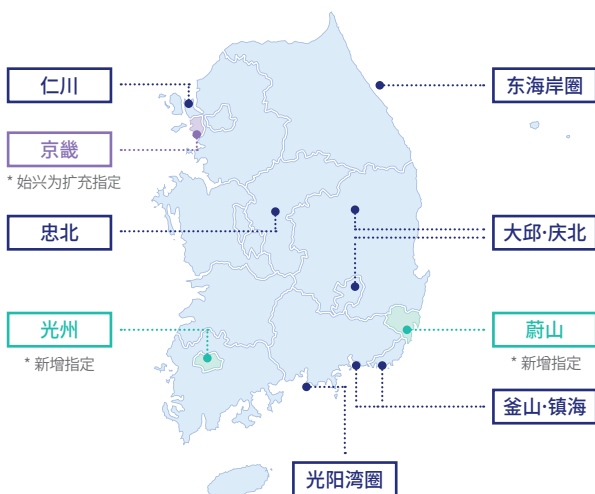 仁川
东海岸圈
京畿
* 始兴为扩充指定
忠北
大邱·庆北
光州
蔚山
* 新增指定
* 新增指定
釜山·镇海
光阳湾圈